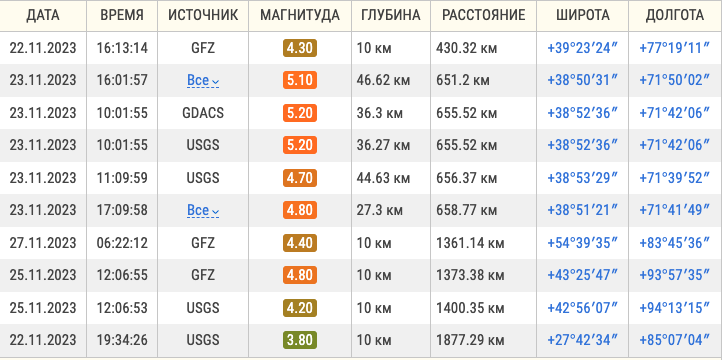 ДАТА ВРЕМЯ ИСТОЧНИК МАГНИТУДА ГЛУБИНА РАССТОЯНИЕ ШИРОТА ДОЛГОТА
22.11.2023 16:13:14 GFZ 4.30 10 км 430.32 км +39°23′24″ +77°19′11″
23.11.2023 16:01:57 Все 5.10 46.62 км 651.2 км +38°50′31″ +71°50′02″
23.11.2023 10:01:55 GDACS 5.20 36.3 км 655.52 км +38°52′36″ +71°42′06″
23.11.2023 10:01:55 USGS 5.20 36.27 км 655.52 км +38°52′36″ +71°42′06″
23.11.2023 11:09:59 USGS 4.70 44.63 км 656.37 км +38°53′29″ +71°39′52″
23.11.2023 17:09:58 Все 4.80 27.3 км 658.77 км +38°51′21″ +71°41′49″
27.11.2023 06:22:12 GFZ 4.40 10 км 1361.14 км +54°39′35″ +83°45′36″
25.11.2023 12:06:55 GFZ 4.80 10 км 1373.38 км +43°25′47″ +93°57′35″
25.11.2023 12:06:53 USGS 4.20 10 км 1400.35 км +42°56′07″ +94°13′15″
22.11.2023 19:34:26 USGS 3.80 10 км 1877.29 км +27°42′34″ +85°07′04″